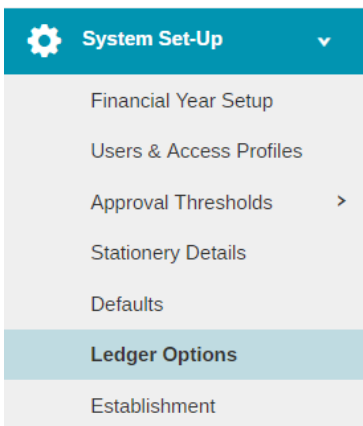 System Set-Up
Financial Year Setup
Users & Access Profiles
Approval Thresholds
Stationery Details
Defaults
Ledger Options
Establishment